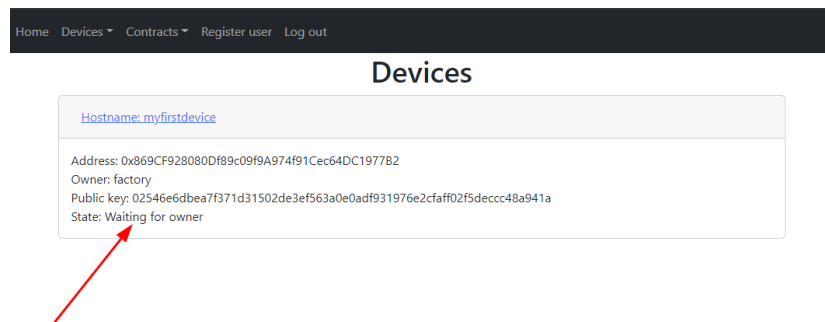 Home Devices Contracts Register user Log out
Devices
Hostname: myfirstdevice
Address: 0x869CF928080Df89c09f9A974f91Cec64DC1977B2
Owner: factory
Public key: 02546e6dbea7f371d31502de3ef563a0e0adf931976e2cfaff02f5deccc48a941a
State: Waiting for owner